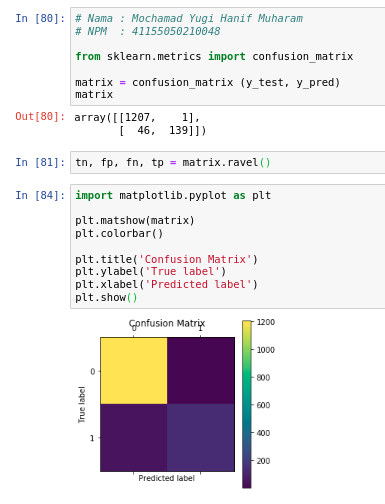 In [80]: # Nama : Mochamad Yugi Hanif Muharam
# NPM  : 41155050210048
from sklearn.metrics import confusion_matrix
matrix = confusion_matrix (y_test, y_pred)
matrix
Out[80]: array([[1207,    1],
       [  46,  139]])
In [81]: tn, fp, fn, tp = matrix.ravel()
In [84]: import matplotlib.pyplot as plt
plt.matshow(matrix)
plt.colorbar()
plt.title('Confusion Matrix')
plt.ylabel('True label')
plt.xlabel('Predicted label')
plt.show()
Confusion Matrix
0 1
0
1
True label
Predicted label
1200
1000
800
600
400
200